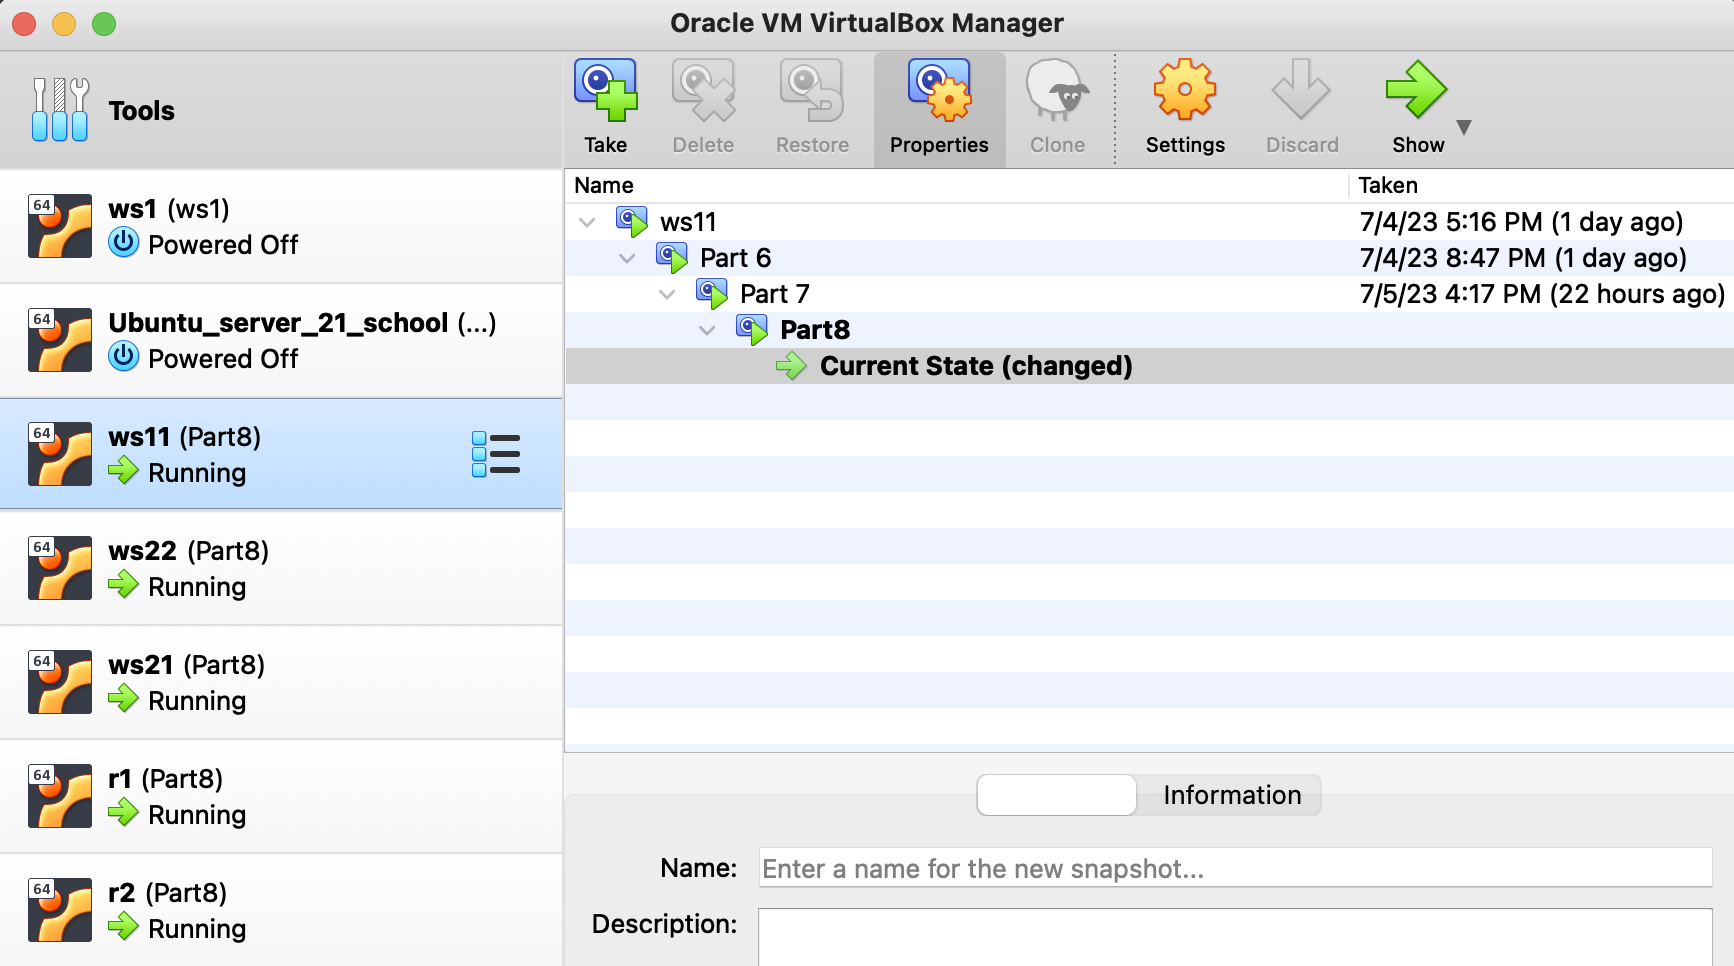 Oracle VM VirtualBox Manager
Tools
Take Delete Restore Properties Clone Settings Discard Show
64 ws1 (ws1)
Powered Off
64 Ubuntu_server_21_school (...)
Powered Off
64 ws11 (Part8)
Running
64 ws22 (Part8)
Running
64 ws21 (Part8)
Running
64 r1 (Part8)
Running
64 r2 (Part8)
Running
Name Taken
ws11 7/4/23 5:16 PM (1 day ago)
Part 6 7/4/23 8:47 PM (1 day ago)
Part 7 7/5/23 4:17 PM (22 hours ago)
Part8
Current State (changed)
Information
Name: Enter a name for the new snapshot...
Description: